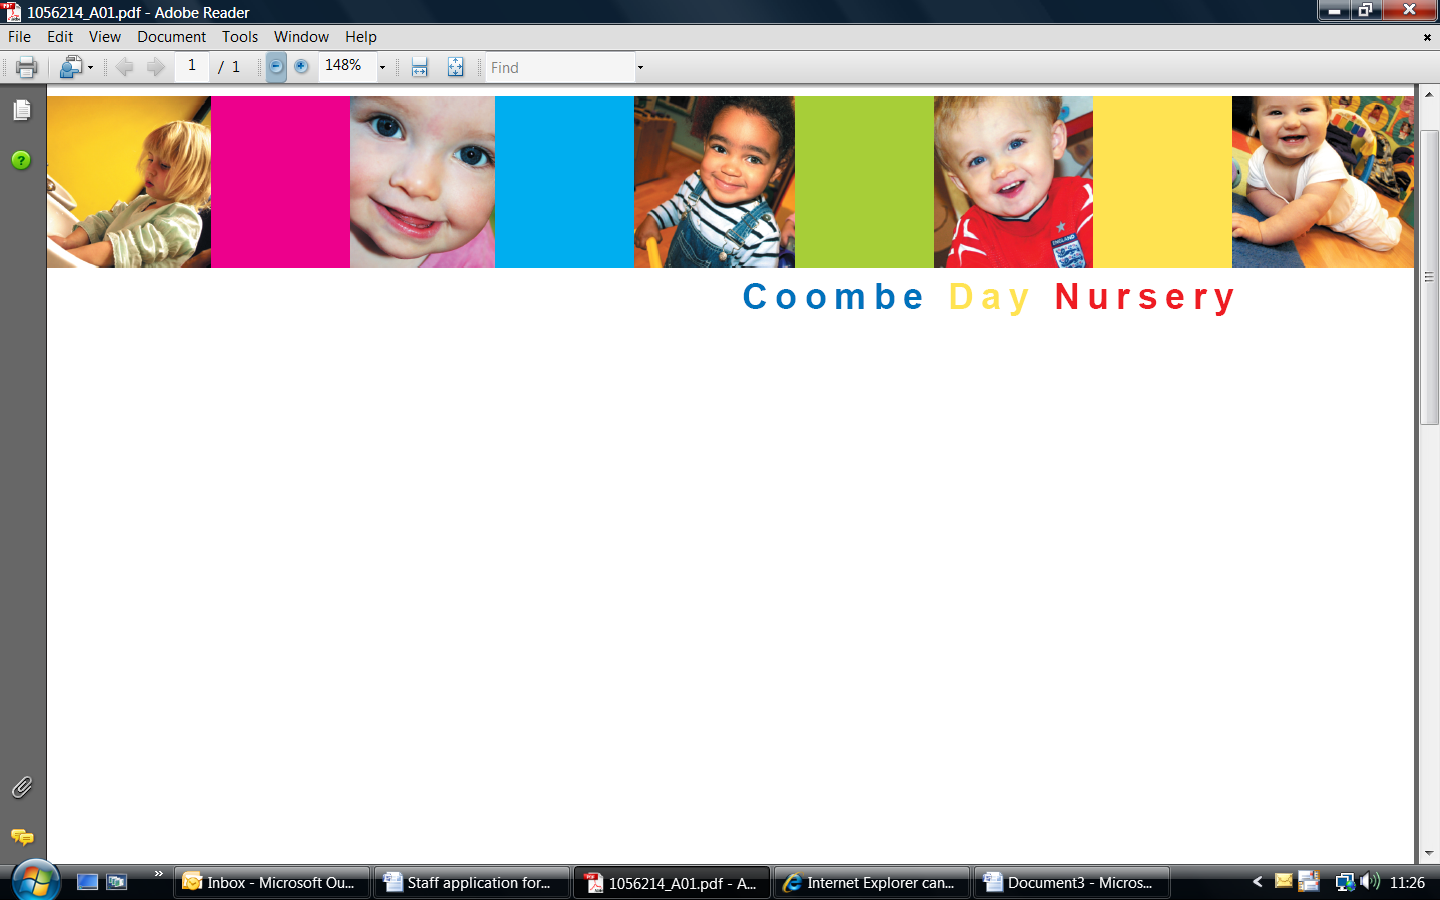 1056214_A01.pdf - Adobe Reader
File Edit View Document Tools Window Help
1 / 1 148% Find
ENGLAND
Coombe Day Nursery
Inbox - Microsoft Ou... Staff application for... 1056214_A01.pdf - A... Internet Explorer can... Document3 - Micros... 11:26